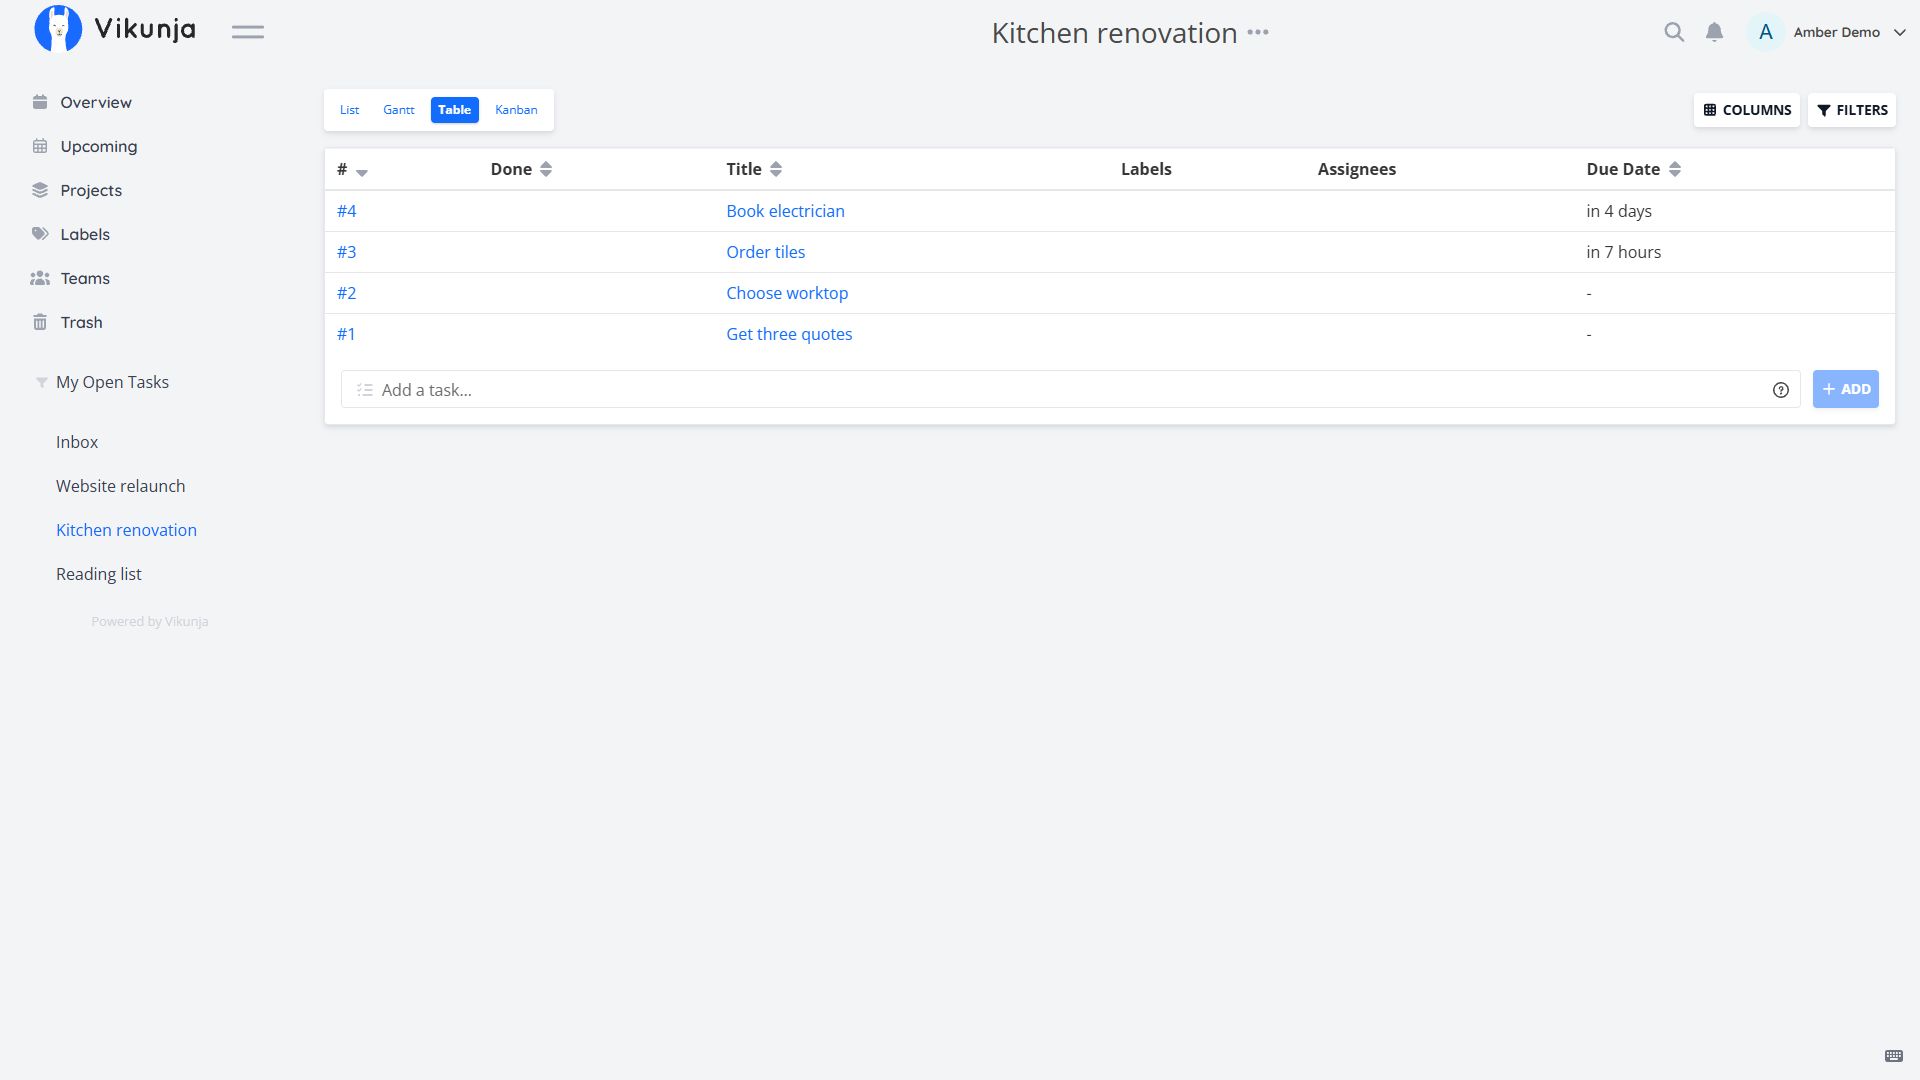 Vikunja
Kitchen renovation
A Amber Demo
Overview
Upcoming
Projects
Labels
Teams
Trash
My Open Tasks
Inbox
Website relaunch
Kitchen renovation
Reading list
Powered by Vikunja
List Gantt Table Kanban
COLUMNS FILTERS
# Done Title Labels Assignees Due Date
#4 Book electrician in 4 days
#3 Order tiles in 7 hours
#2 Choose worktop -
#1 Get three quotes -
Add a task... ? + ADD